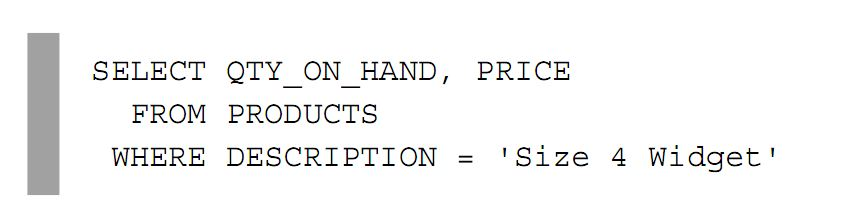 SELECT QTY_ON_HAND, PRICE
FROM PRODUCTS
WHERE DESCRIPTION = 'Size 4 Widget'